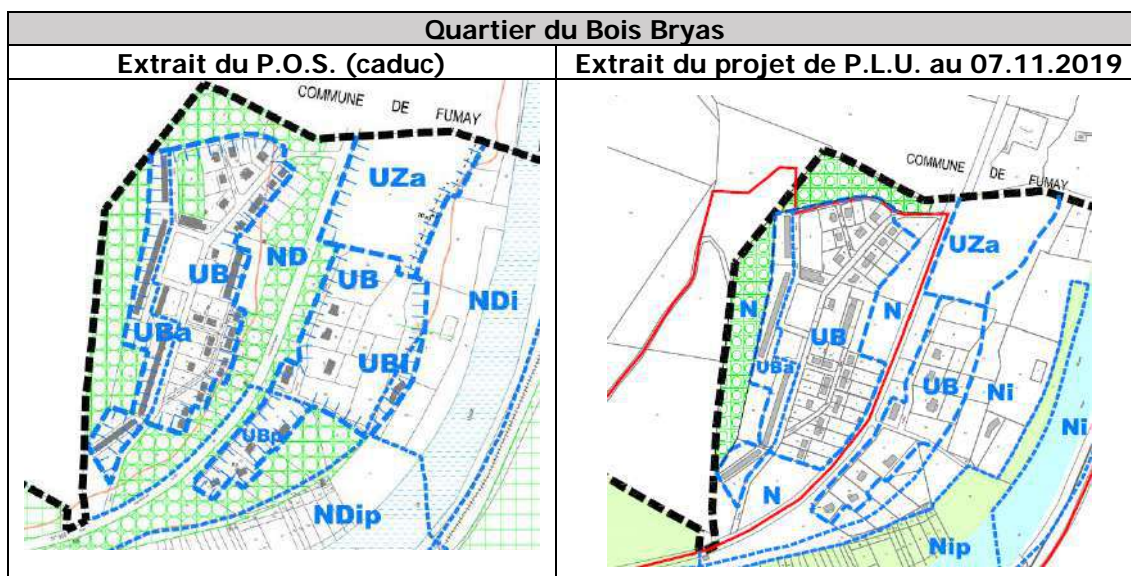 Quartier du Bois Bryas
Extrait du P.O.S. (caduc)
Extrait du projet de P.L.U. au 07.11.2019
COMMUNE DE FUMAY
UZa
UB
ND
UB
NDi
UBa
UBi
UBp
NDip
COMMUNE DE FUMAY
UZa
N
N
UB
UBa
UB
Ni
Ni
N
Nip